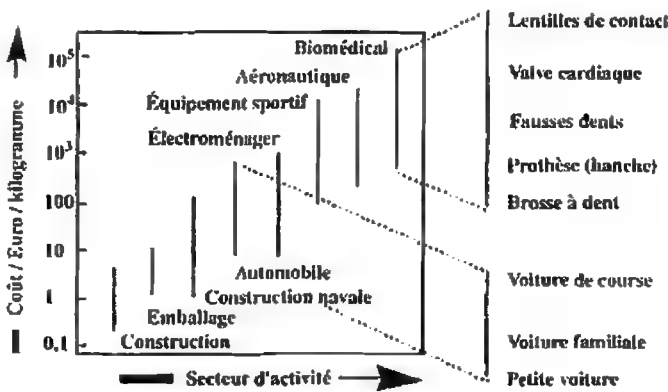 Coût / Euro / kilogramme
10⁵
10⁴
10³
100
10
1
0,1
Biomédical
Aéronautique
Équipement sportif
Électroménager
Automobile
Construction navale
Emballage
Construction
Secteur d'activité
Lentilles de contact
Valve cardiaque
Fausses dents
Prothèse (hanche)
Brosse à dent
Voiture de course
Voiture familiale
Petite voiture